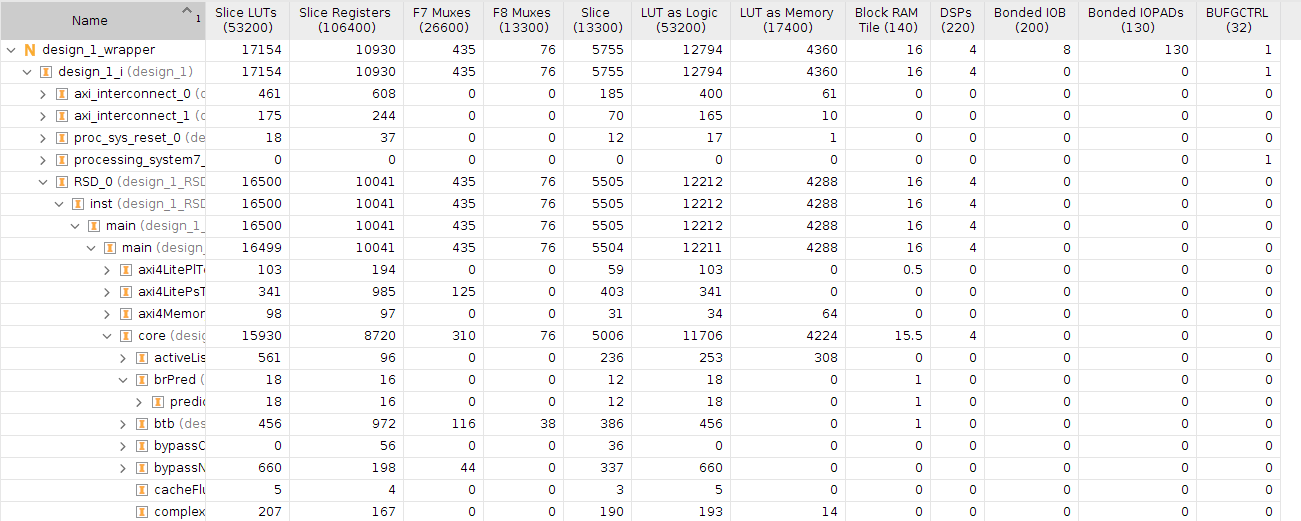 Name 1 Slice LUTs (53200) Slice Registers (106400) F7 Muxes (26600) F8 Muxes (13300) Slice (13300) LUT as Logic (53200) LUT as Memory (17400) Block RAM Tile (140) DSPs (220) Bonded IOB (200) Bonded IOPADs (130) BUFGCTRL (32)
N design_1_wrapper 17154 10930 435 76 5755 12794 4360 16 4 8 130 1
design_1_i (design_1) 17154 10930 435 76 5755 12794 4360 16 4 0 0 1
axi_interconnect_0 (d 461 608 0 0 185 400 61 0 0 0 0 0
axi_interconnect_1 (d 175 244 0 0 70 165 10 0 0 0 0 0
proc_sys_reset_0 (de 18 37 0 0 12 17 1 0 0 0 0 0
processing_system7_ 0 0 0 0 0 0 0 0 0 0 0 1
RSD_0 (design_1_RSD 16500 10041 435 76 5505 12212 4288 16 4 0 0 0
inst (design_1_RSD 16500 10041 435 76 5505 12212 4288 16 4 0 0 0
main (design_1_ 16500 10041 435 76 5505 12212 4288 16 4 0 0 0
main (design_ 16499 10041 435 76 5504 12211 4288 16 4 0 0 0
axi4LitePlTo 103 194 0 0 59 103 0 0.5 0 0 0 0
axi4LitePsT 341 985 125 0 403 341 0 0 0 0 0 0
axi4Memor 98 97 0 0 31 34 64 0 0 0 0 0
core (desig 15930 8720 310 76 5006 11706 4224 15.5 4 0 0 0
activeLis 561 96 0 0 236 253 308 0 0 0 0 0
brPred ( 18 16 0 0 12 18 0 1 0 0 0 0
predic 18 16 0 0 12 18 0 1 0 0 0 0
btb (des 456 972 116 38 386 456 0 1 0 0 0 0
bypassC 0 56 0 0 36 0 0 0 0 0 0 0
bypassN 660 198 44 0 337 660 0 0 0 0 0 0
cacheFlu 5 4 0 0 3 5 0 0 0 0 0 0
complex 207 167 0 0 190 193 14 0 0 0 0 0